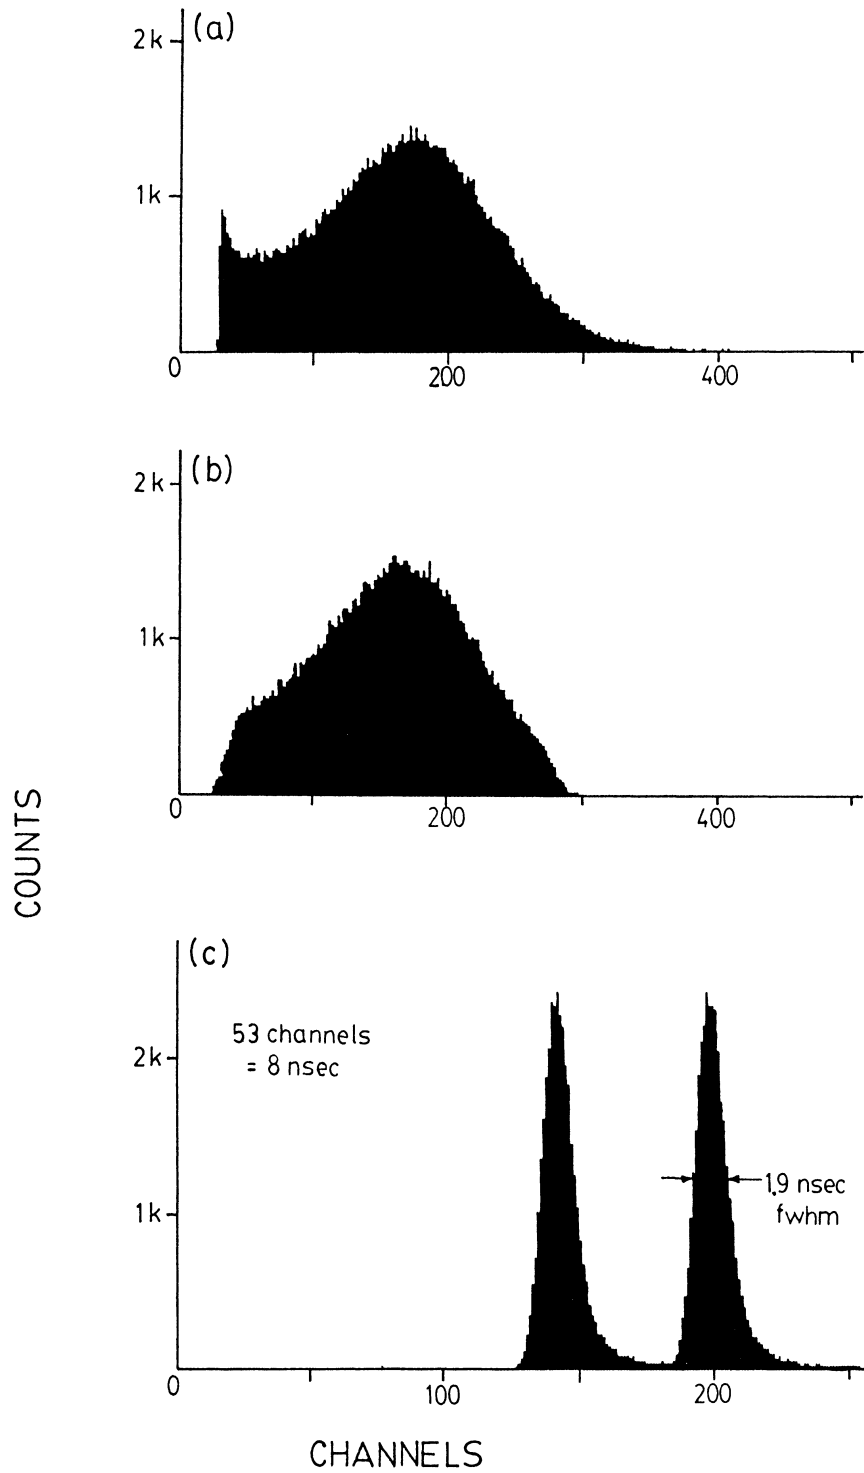 (a)
2k
1k
0
200
400
(b)
2k
1k
0
200
400
COUNTS
(c)
53 channels
= 8 nsec
2k
1k
1.9 nsec
fwhm
0
100
200
CHANNELS